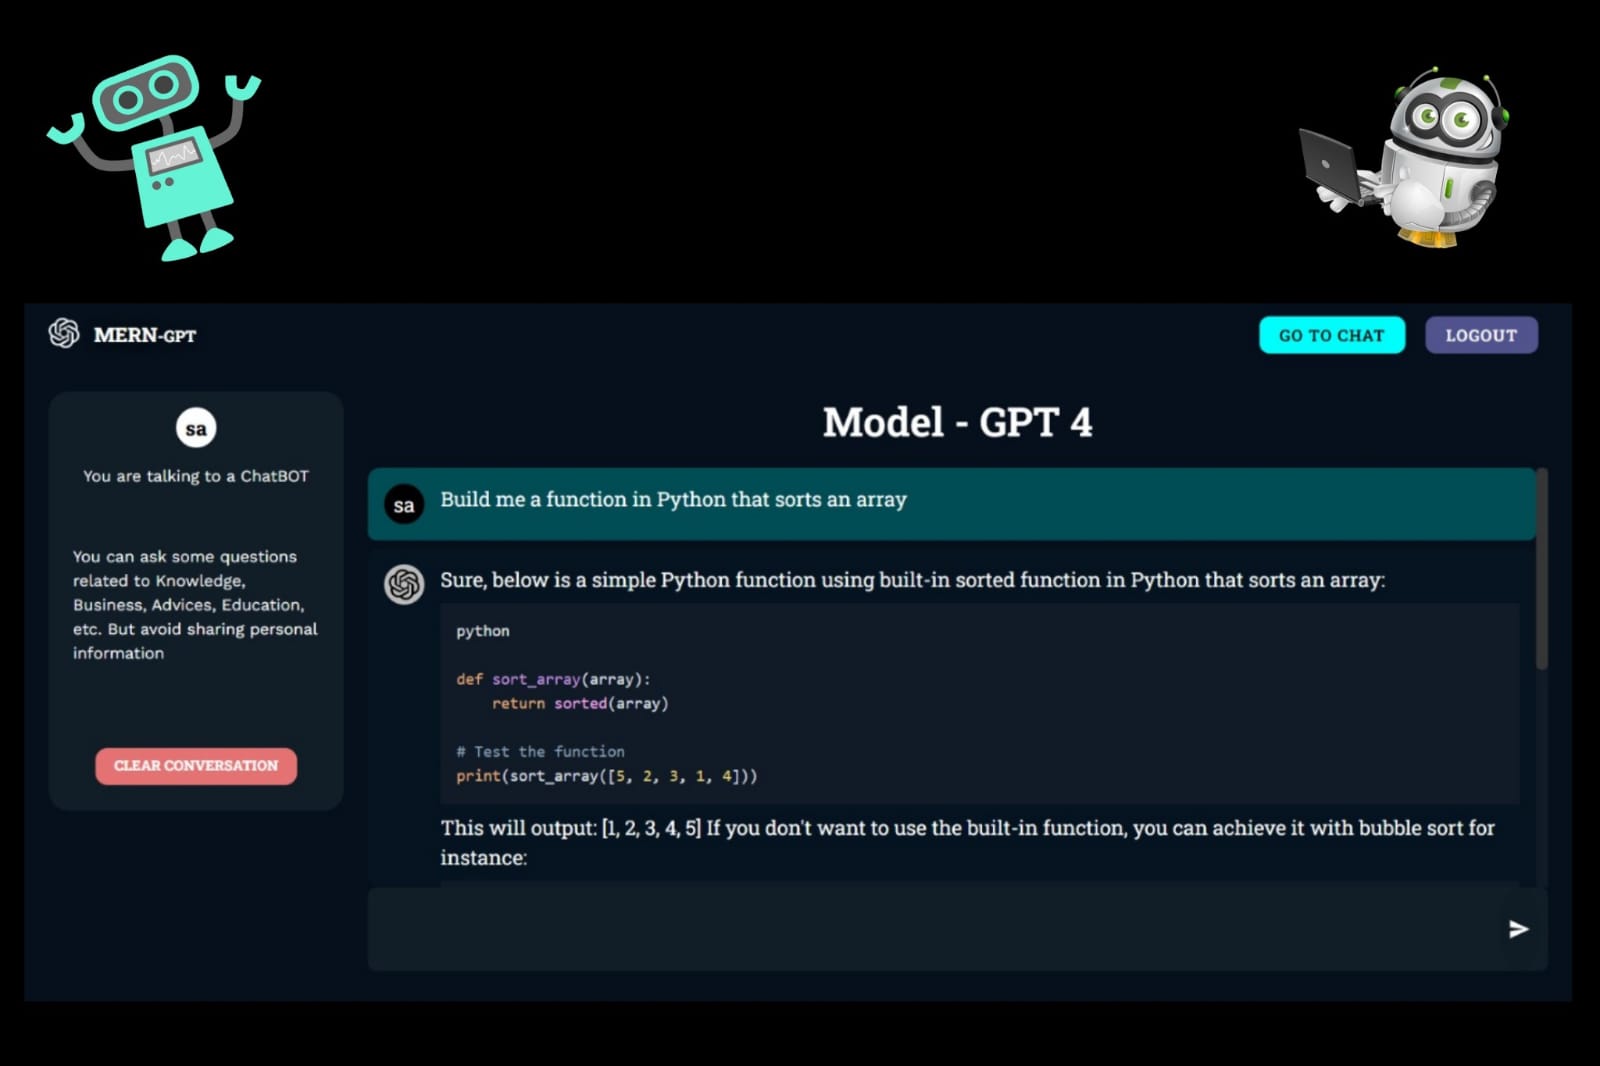 MERN-GPT
GO TO CHAT
LOGOUT
sa
You are talking to a ChatBOT
You can ask some questions
related to Knowledge,
Business, Advices, Education,
etc. But avoid sharing personal
information
CLEAR CONVERSATION
Model - GPT 4
sa
Build me a function in Python that sorts an array
Sure, below is a simple Python function using built-in sorted function in Python that sorts an array:
python
def sort_array(array):
    return sorted(array)
# Test the function
print(sort_array([5, 2, 3, 1, 4]))
This will output: [1, 2, 3, 4, 5] If you don't want to use the built-in function, you can achieve it with bubble sort for
instance: